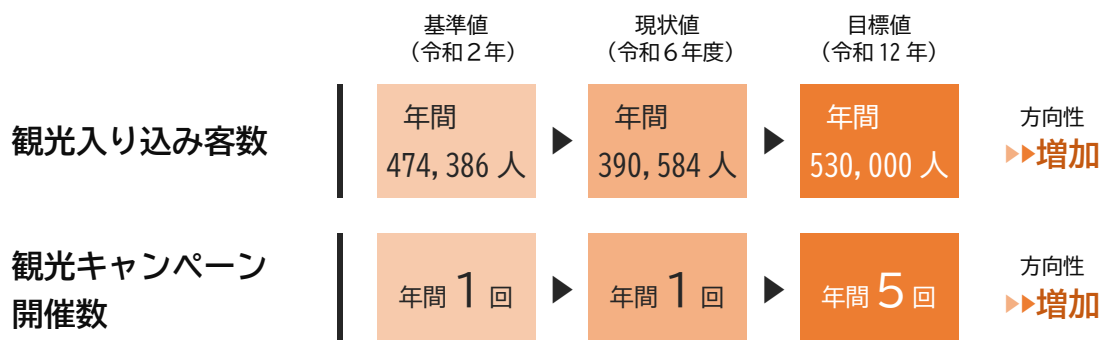 基準値
（令和２年）
現状値
（令和６年度）
目標値
（令和 12 年）
観光入り込み客数
年間
474,386 人
▶
年間
390,584 人
▶
年間
530,000 人
方向性
▶▶増加
観光キャンペーン
開催数
年間 1 回
▶
年間 1 回
▶
年間 5 回
方向性
▶▶増加